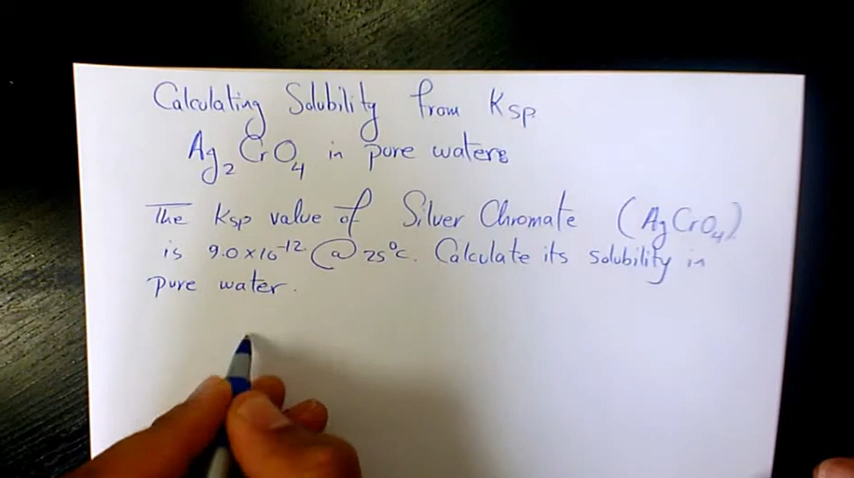 Calculating Solubility from Ksp
Ag₂CrO₄ in pure waters
The Ksp value of Silver Chromate (AgCrO₄)
is 9.0×10⁻¹² @ 25°C. Calculate its solubility in
pure water.